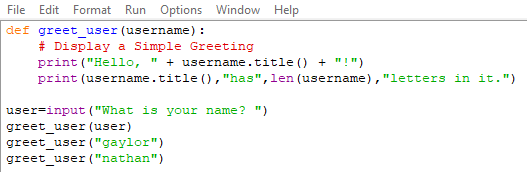 File Edit Format Run Options Window Help
def greet_user(username):
    # Display a Simple Greeting
    print("Hello, " + username.title() + "!")
    print(username.title(),"has",len(username),"letters in it.")

user=input("What is your name? ")
greet_user(user)
greet_user("gaylor")
greet_user("nathan")